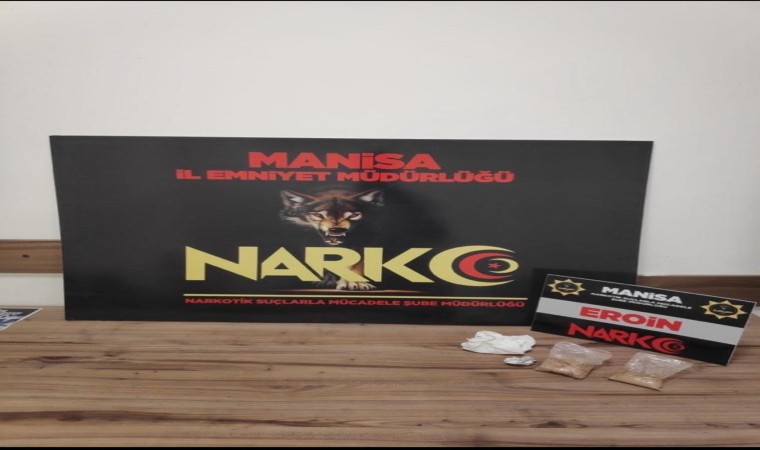 MANİSA
İL EMNİYET MÜDÜRLÜĞÜ
NARKO
NARKOTİK SUÇLARLA MÜCADELE ŞUBE MÜDÜRLÜĞÜ
MANİSA
EROİN
NARKO